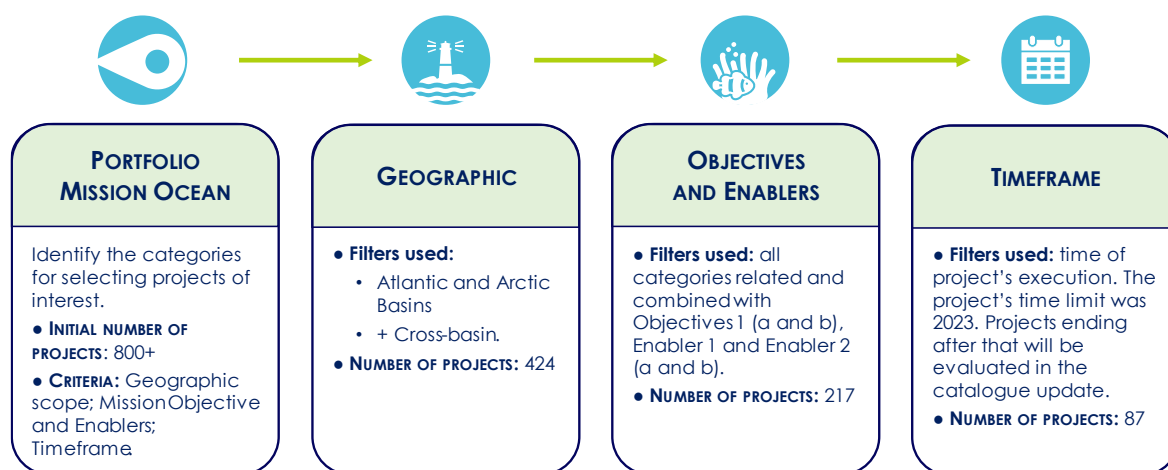 PORTFOLIO
MISSION OCEAN
Identify the categories
for selecting projects of
interest.
● INITIAL NUMBER OF
PROJECTS: 800+
● CRITERIA: Geographic
scope; Mission Objective
and Enablers;
Timeframe.
GEOGRAPHIC
● Filters used:
• Atlantic and Arctic
Basins
• + Cross-basin.
● NUMBER OF PROJECTS: 424
OBJECTIVES
AND ENABLERS
● Filters used: all
categories related and
combined with
Objectives 1 (a and b),
Enabler 1 and Enabler 2
(a and b).
● NUMBER OF PROJECTS: 217
TIMEFRAME
● Filters used: time of
project's execution. The
project's time limit was
2023. Projects ending
after that will be
evaluated in the
catalogue update.
● NUMBER OF PROJECTS: 87